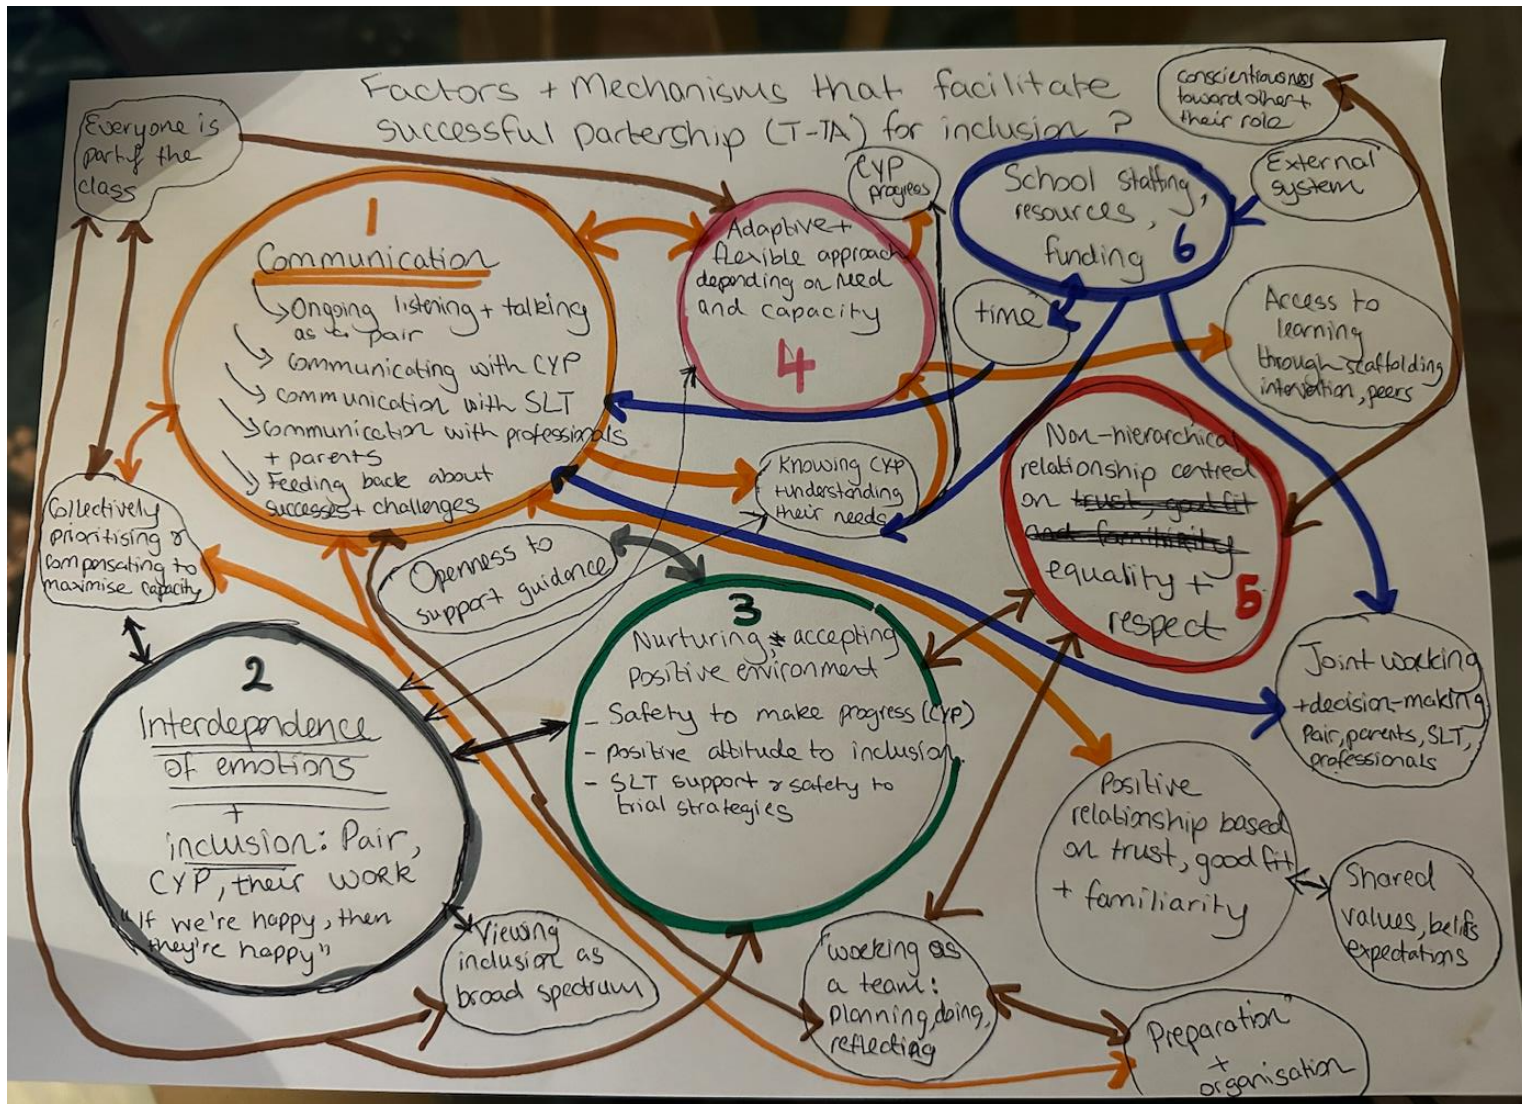 Factors + Mechanisms that facilitate
successful partership (T-TA) for inclusion?
Everyone is
part of the
class
conscientiousness
toward other +
their role
External
system
CYP
progress
School staffing,
resources,
funding 6
time
Access to
learning
through scaffolding
intervention, peers
1
Communication
Ongoing listening + talking
as a pair
communicating with CYP
communication with SLT
communication with professionals
+ parents
Feeding back about
successes + challenges
Adaptive +
flexible approach
depending on need
and capacity
4
Non-hierarchical
relationship centred
on trust, good fit
and familiarity
equality +
respect 5
Knowing CYP
+understanding
their needs
Collectively
prioritising &
compensating to
maximise capacity
Openness to
support guidance
3
Nurturing, accepting
Positive environment
- Safety to make progress (CYP)
- positive attitude to inclusion.
- SLT support & safety to
trial strategies
Joint working
+decision-making
Pair, parents, SLT,
professionals
2
Interdependence
of emotions
+
inclusion: Pair,
CYP, their work
"If we're happy, then
they're happy"
Positive
relationship based
on trust, good fit
+ familiarity
Shared
values, beliefs
expectations
Viewing
inclusion as
broad spectrum
working as
a team:
planning, doing,
reflecting
Preparation
+
organisation